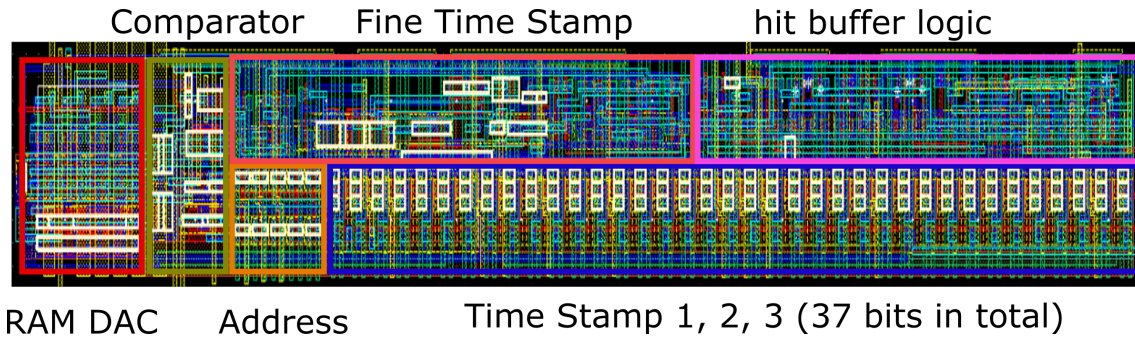 Comparator Fine Time Stamp hit buffer logic
RAM DAC Address Time Stamp 1, 2, 3 (37 bits in total)